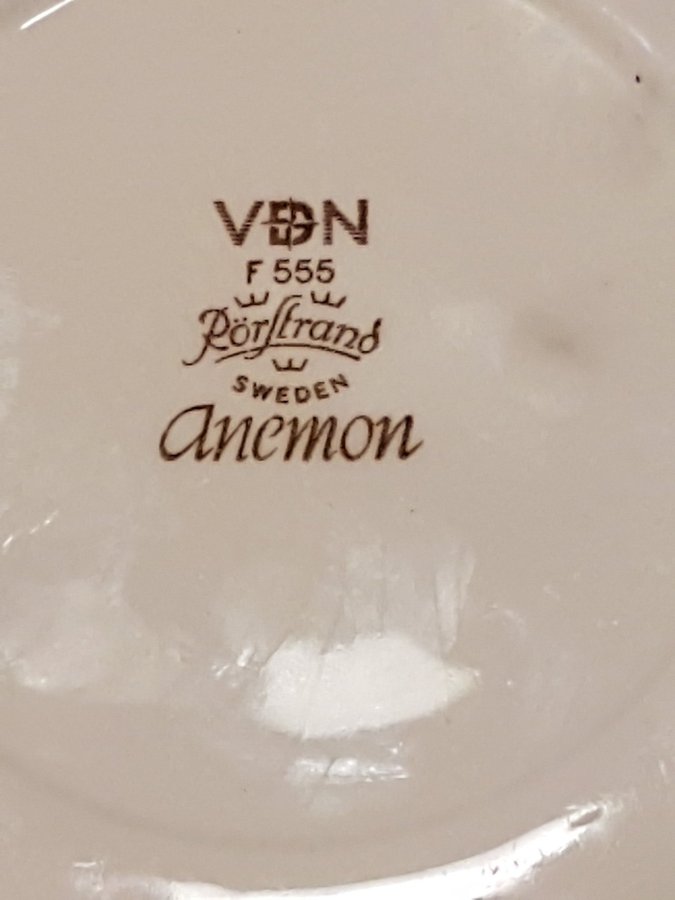 VDN
F 555
Rörstrand
SWEDEN
anemon